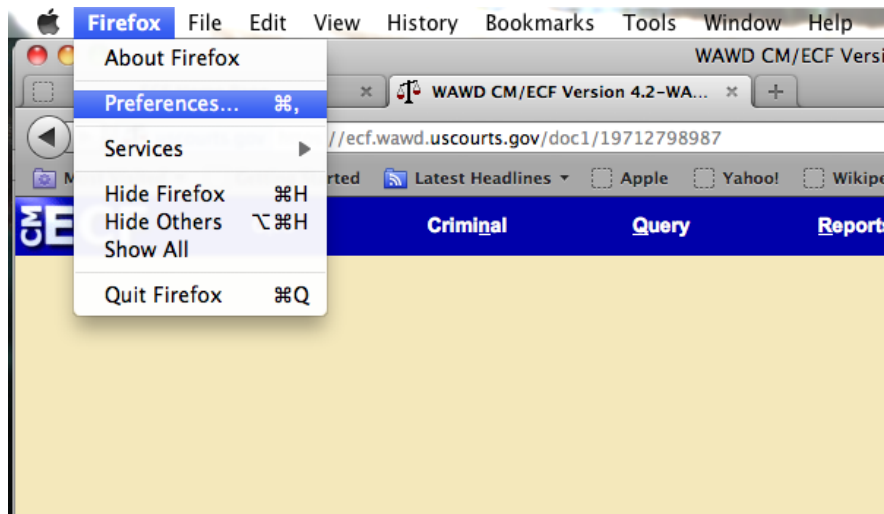 Firefox File Edit View History Bookmarks Tools Window Help
About Firefox
WAWD CM/ECF Versi
Preferences... ⌘,
WAWD CM/ECF Version 4.2-WA...
Services
//ecf.wawd.uscourts.gov/doc1/19712798987
rted Latest Headlines Apple Yahoo! Wikipe
Hide Firefox ⌘H
Hide Others ⌥⌘H
Show All
Quit Firefox ⌘Q
CM E Criminal Query Reports